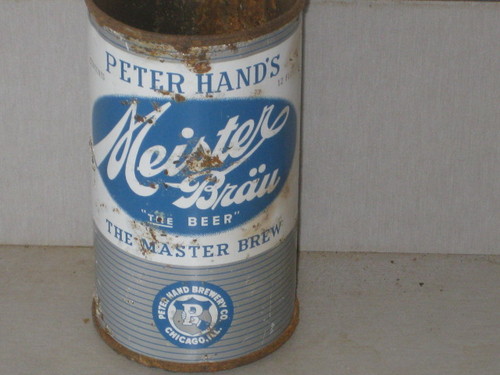 PETER HAND'S
Meister
Bräu
"THE BEER"
THE MASTER BREW
PETER HAND BREWERY CO.
CHICAGO, ILL.